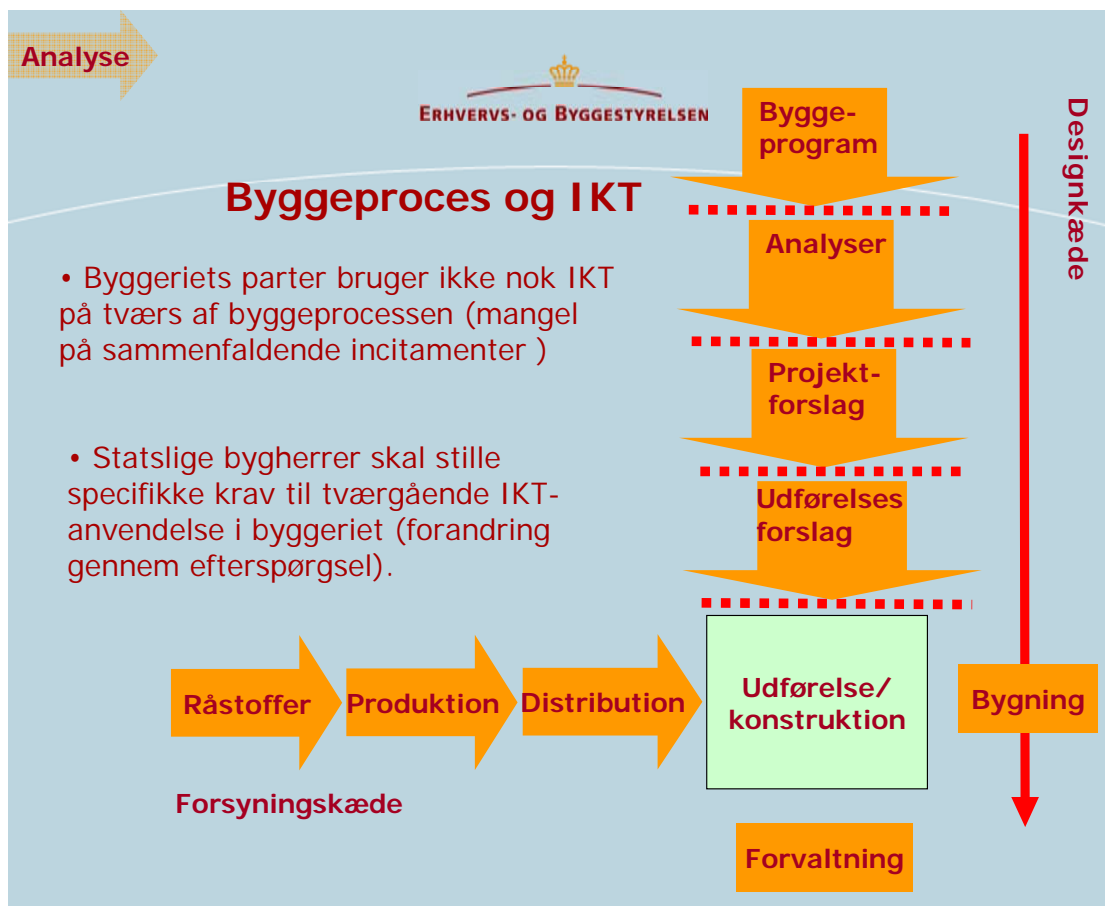 Analyse
ERHVERVS- OG BYGGESTYRELSEN
Byggeproces og IKT
• Byggeriets parter bruger ikke nok IKT
på tværs af byggeprocessen (mangel
på sammenfaldende incitamenter )
• Statslige bygherrer skal stille
specifikke krav til tværgående IKT-
anvendelse i byggeriet (forandring
gennem efterspørgsel).
Bygge-
program
Analyser
Projekt-
forslag
Udførelses
forslag
Designkæde
Råstoffer
Produktion
Distribution
Udførelse/
konstruktion
Bygning
Forsyningskæde
Forvaltning